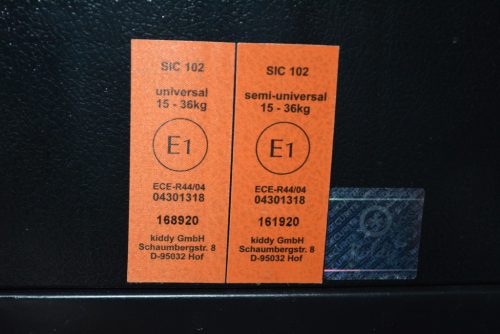 SIC 102
universal
15 - 36kg
E1
ECE-R44/04
04301318
168920
kiddy GmbH
Schaumbergstr. 8
D-95032 Hof
SIC 102
semi-universal
15 - 36kg
E1
ECE-R44/04
04301318
161920
kiddy GmbH
Schaumbergstr. 8
D-95032 Hof